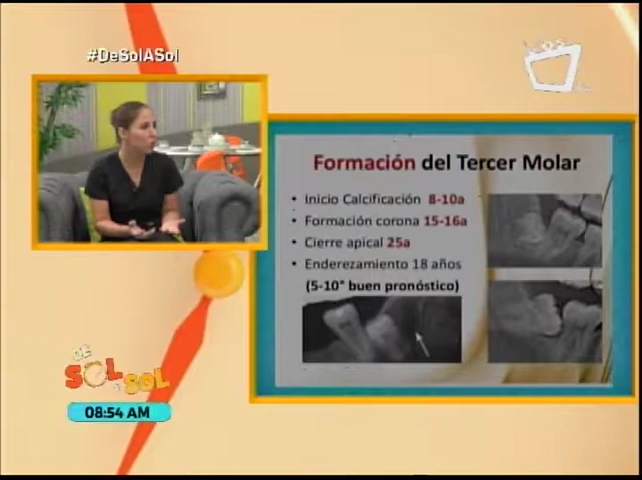 #DeSolASol
Formación del Tercer Molar
• Inicio Calcificación 8-10a
• Formación corona 15-16a
• Cierre apical 25a
• Enderezamiento 18 años
(5-10° buen pronóstico)
DE
SOL
A SOL
08:54 AM